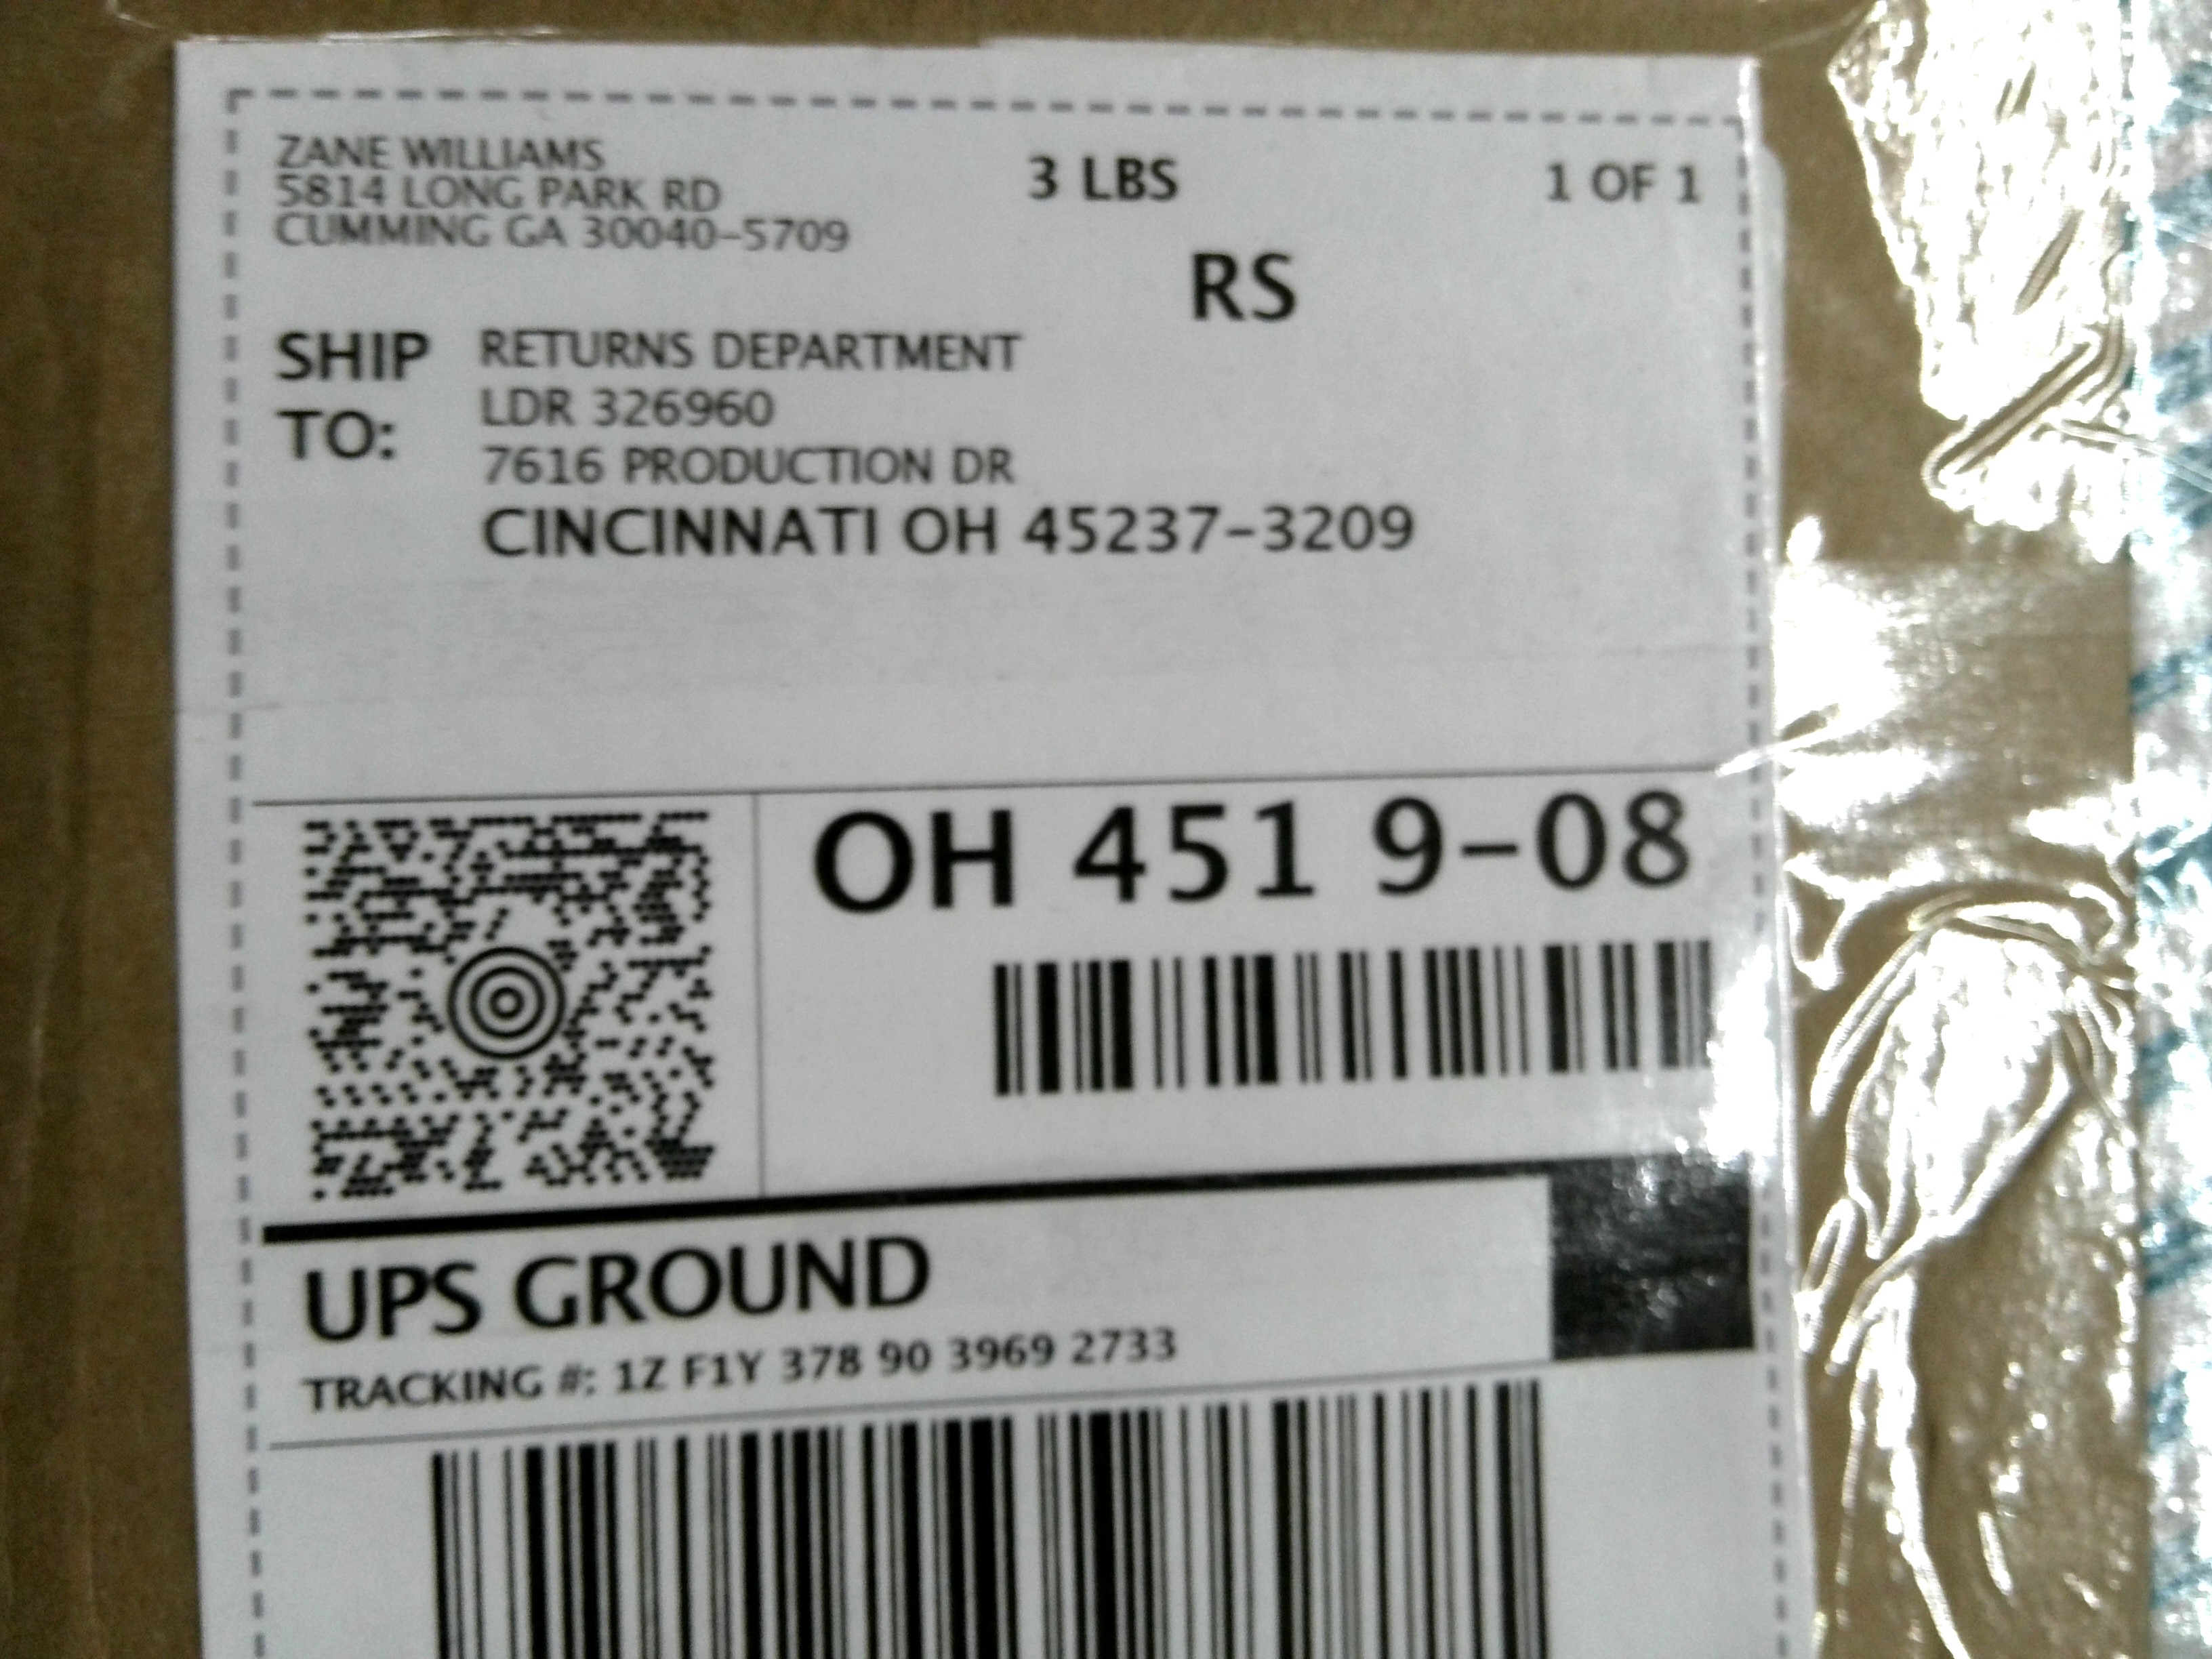 ZANE WILLIAMS
5814 LONG PARK RD
CUMMING GA 30040-5709
3 LBS
1 OF 1
RS
SHIP TO:
RETURNS DEPARTMENT
LDR 326960
7616 PRODUCTION DR
CINCINNATI OH 45237-3209
OH 451 9-08
UPS GROUND
TRACKING #: 1Z F1Y 378 90 3969 2733